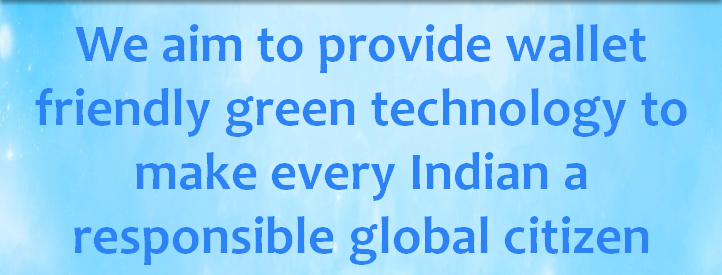 We aim to provide wallet
friendly green technology to
make every Indian a
responsible global citizen